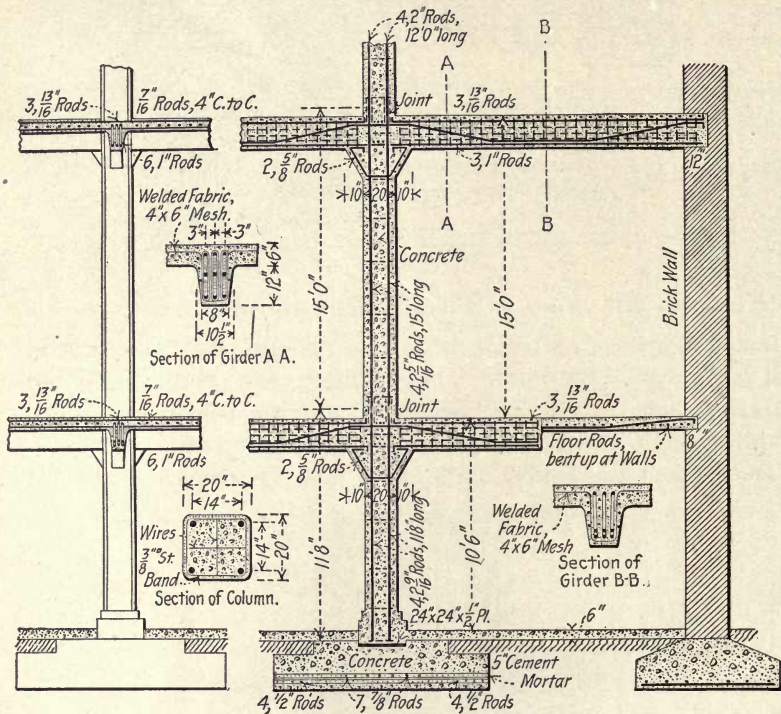 4, 2" Rods,
12'0" long
B
A
3, 13/16" Rods
7/16" Rods, 4" C. to C.
Joint
3, 13/16" Rods
6, 1" Rods
2, 5/8" Rods
3, 1" Rods
12"
10" 20" 10"
A
B
Welded Fabric,
4" x 6" Mesh.
3" 3"
6"
12"
8"
10 1/2"
Section of Girder A A.
Concrete
15'0"
4, 2 5/16" Rods, 15' long
15'0"
Brick Wall
3, 13/16" Rods
7/16" Rods, 4" C. to C.
Joint
3, 13/16" Rods
6, 1" Rods
2, 5/8" Rods
Floor Rods,
bent up at Walls
8"
10" 20" 10"
20"
14"
Wires
3/8" St.
Band
14"
20"
Section of Column.
11'8"
4, 2 9/16" Rods, 11'8" long
10'6"
Welded
Fabric,
4" x 6" Mesh
Section of
Girder B-B.
24" x 24" x 1/2" Pl.
6"
Concrete
5" Cement
Mortar
4, 1/2" Rods
7, 7/8" Rods
4, 1/2" Rods